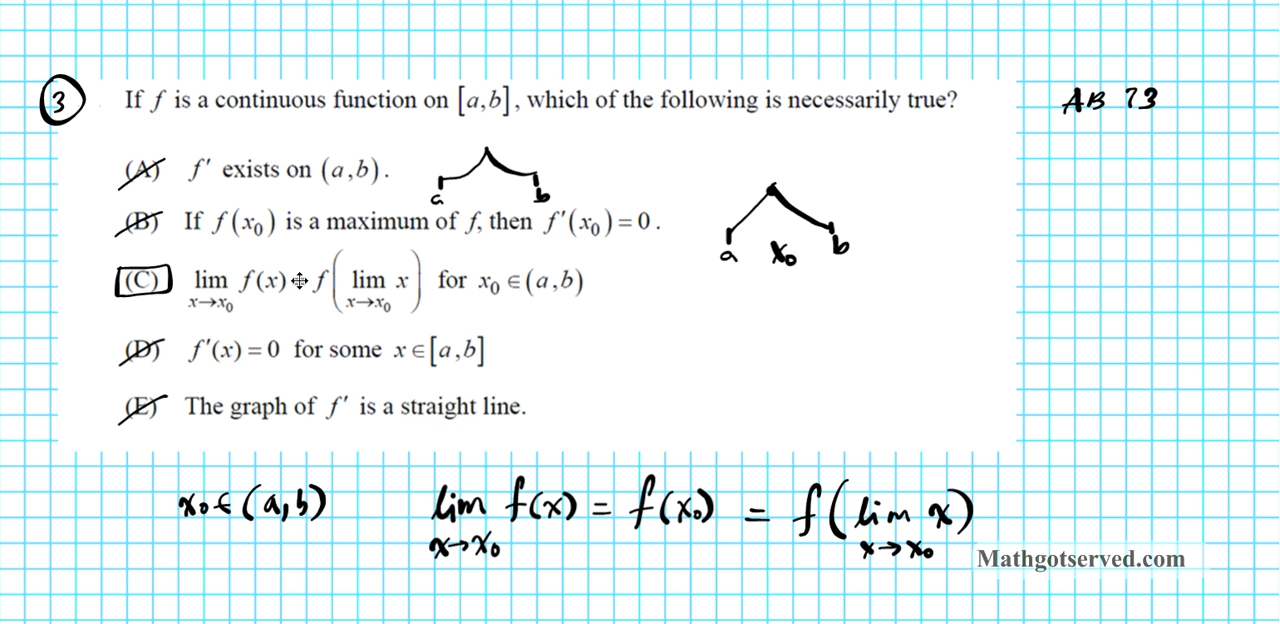 3 If f is a continuous function on [a,b], which of the following is necessarily true? AB 73
(A) f′ exists on (a,b).
a b
(B) If f(x₀) is a maximum of f, then f′(x₀)=0.
a x₀ b
(C) lim x→x₀ f(x) f(lim x→x₀ x) for x₀ ∈ (a,b)
(D) f′(x)=0 for some x∈[a,b]
(E) The graph of f′ is a straight line.
x₀ ∈ (a,b) lim x→x₀ f(x) = f(x₀) = f(lim x→x₀ x)
Mathgotserved.com